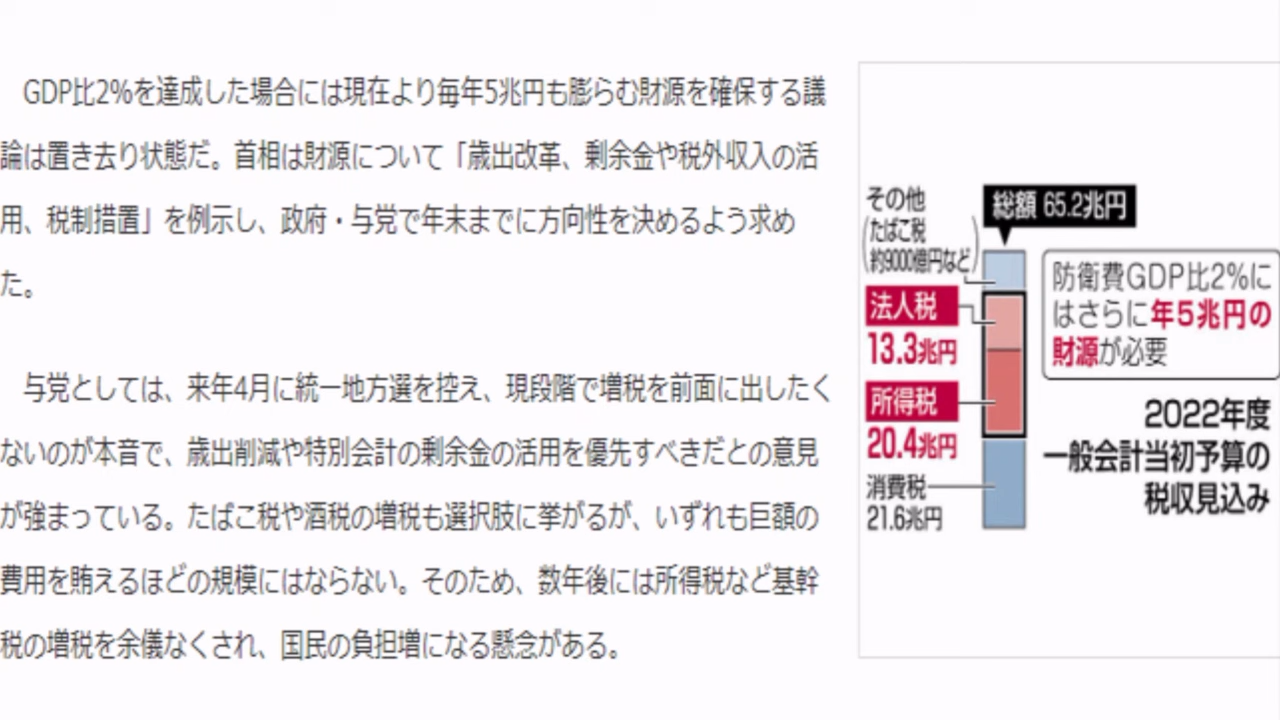 GDP比2%を達成した場合には現在より毎年5兆円も膨らむ財源を確保する議
論は置き去り状態だ。首相は財源について「歳出改革、剰余金や税外収入の活
用、税制措置」を例示し、政府・与党で年末までに方向性を決めるよう求め
た。
与党としては、来年4月に統一地方選を控え、現段階で増税を前面に出したく
ないのが本音で、歳出削減や特別会計の剰余金の活用を優先すべきだとの意見
が強まっている。たばこ税や酒税の増税も選択肢に挙がるが、いずれも巨額の
費用を賄えるほどの規模にはならない。そのため、数年後には所得税など基幹
税の増税を余儀なくされ、国民の負担増になる懸念がある。
総額 65.2兆円
その他
(たばこ税
約9000億円など)
法人税
13.3兆円
所得税
20.4兆円
消費税
21.6兆円
防衛費GDP比2%に
はさらに年5兆円の
財源が必要
2022年度
一般会計当初予算の
税収見込み